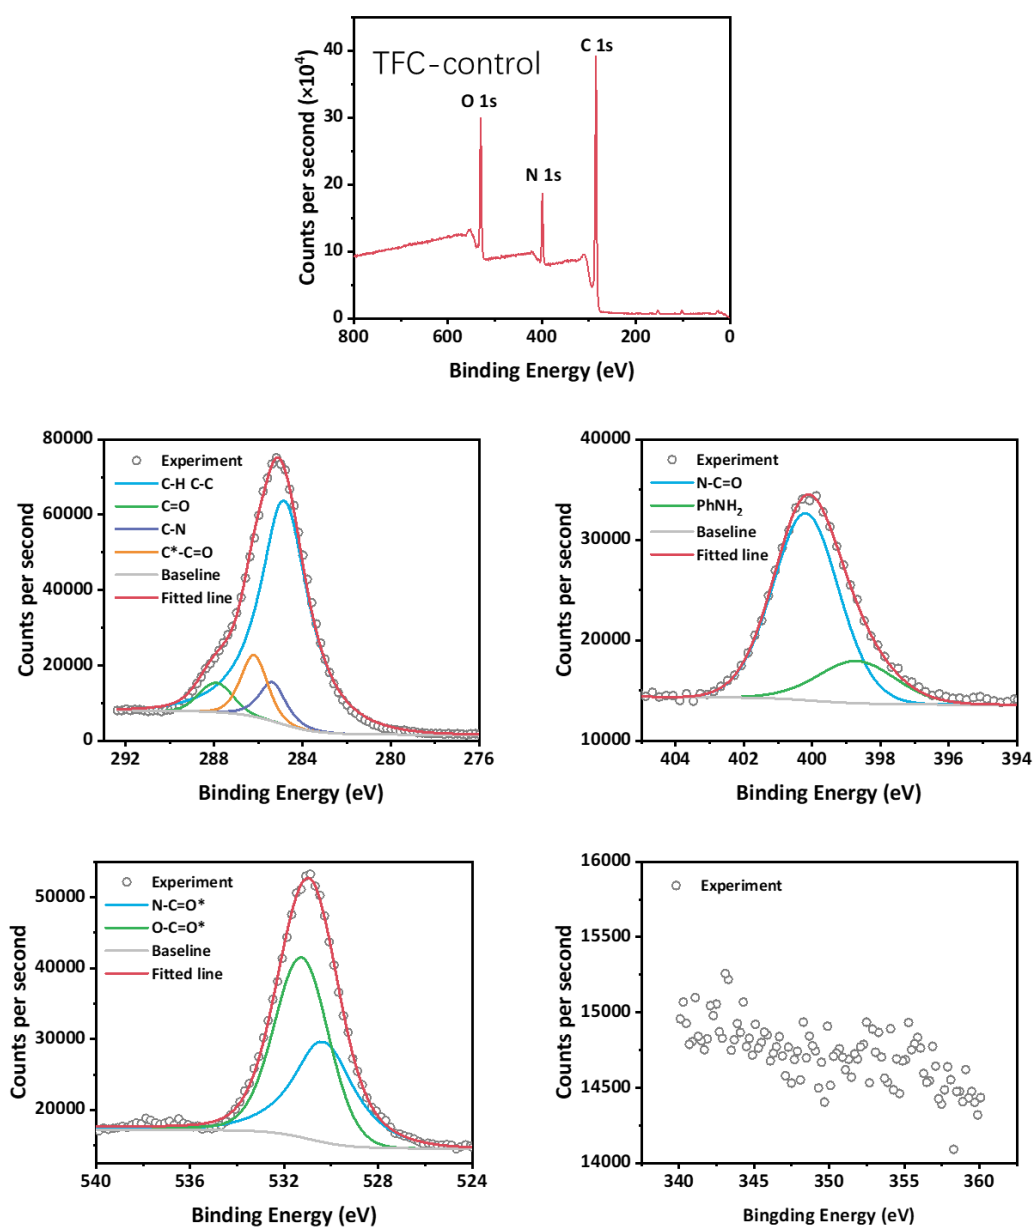 TFC-control
C 1s
O 1s
N 1s
Counts per second (×10⁴)
40
30
20
10
0
800
600
400
200
0
Binding Energy (eV)
Counts per second
80000
60000
40000
20000
0
Experiment
C-H C-C
C=O
C-N
C*-C=O
Baseline
Fitted line
292
288
284
280
276
Binding Energy (eV)
Counts per second
40000
30000
20000
10000
Experiment
N-C=O
PhNH₂
Baseline
Fitted line
404
402
400
398
396
394
Binding Energy (eV)
Counts per second
50000
40000
30000
20000
Experiment
N-C=O*
O-C=O*
Baseline
Fitted line
540
536
532
528
524
Binding Energy (eV)
Counts per second
16000
15500
15000
14500
14000
Experiment
340
345
350
355
360
Bingding Energy (eV)